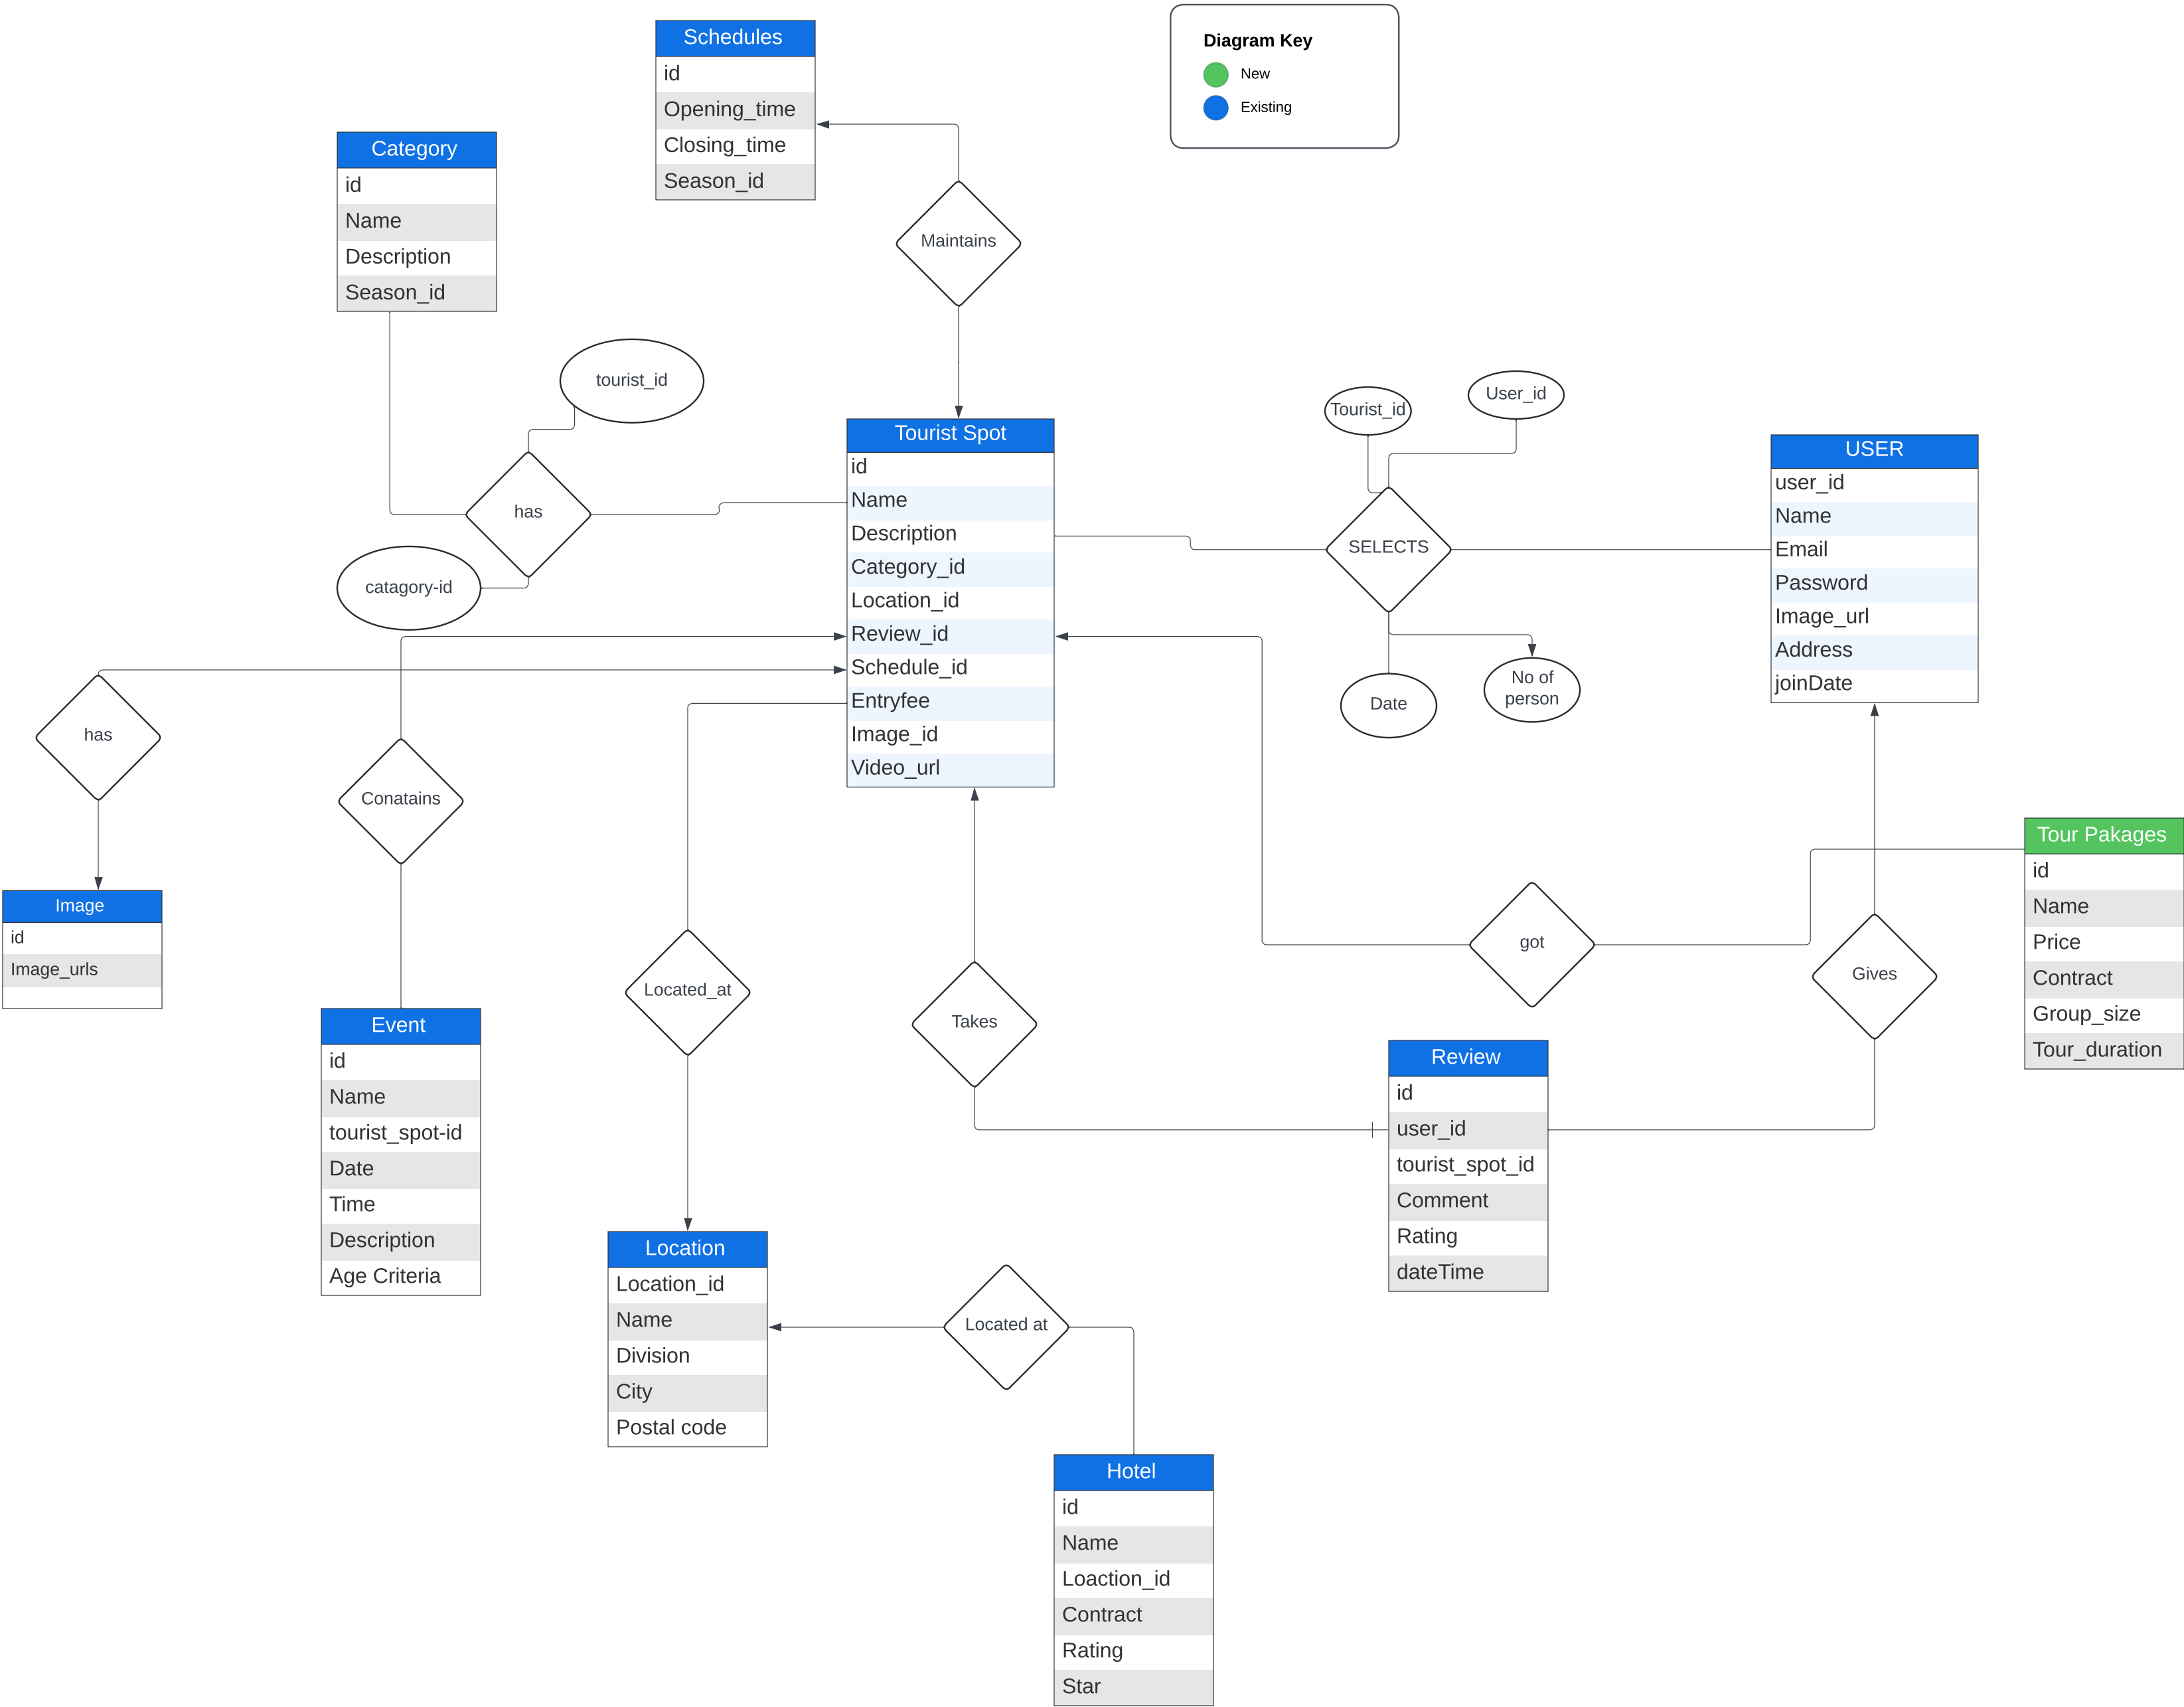 Schedules
id
Opening_time
Closing_time
Season_id
Diagram Key
New
Existing
Category
id
Name
Description
Season_id
Maintains
tourist_id
has
catagory-id
Tourist Spot
id
Name
Description
Category_id
Location_id
Review_id
Schedule_id
Entryfee
Image_id
Video_url
Tourist_id
User_id
SELECTS
Date
No of
person
USER
user_id
Name
Email
Password
Image_url
Address
joinDate
has
Conatains
Image
id
Image_urls
Event
id
Name
tourist_spot-id
Date
Time
Description
Age Criteria
Located_at
Takes
got
Gives
Tour Pakages
id
Name
Price
Contract
Group_size
Tour_duration
Review
id
user_id
tourist_spot_id
Comment
Rating
dateTime
Location
Location_id
Name
Division
City
Postal code
Located at
Hotel
id
Name
Loaction_id
Contract
Rating
Star